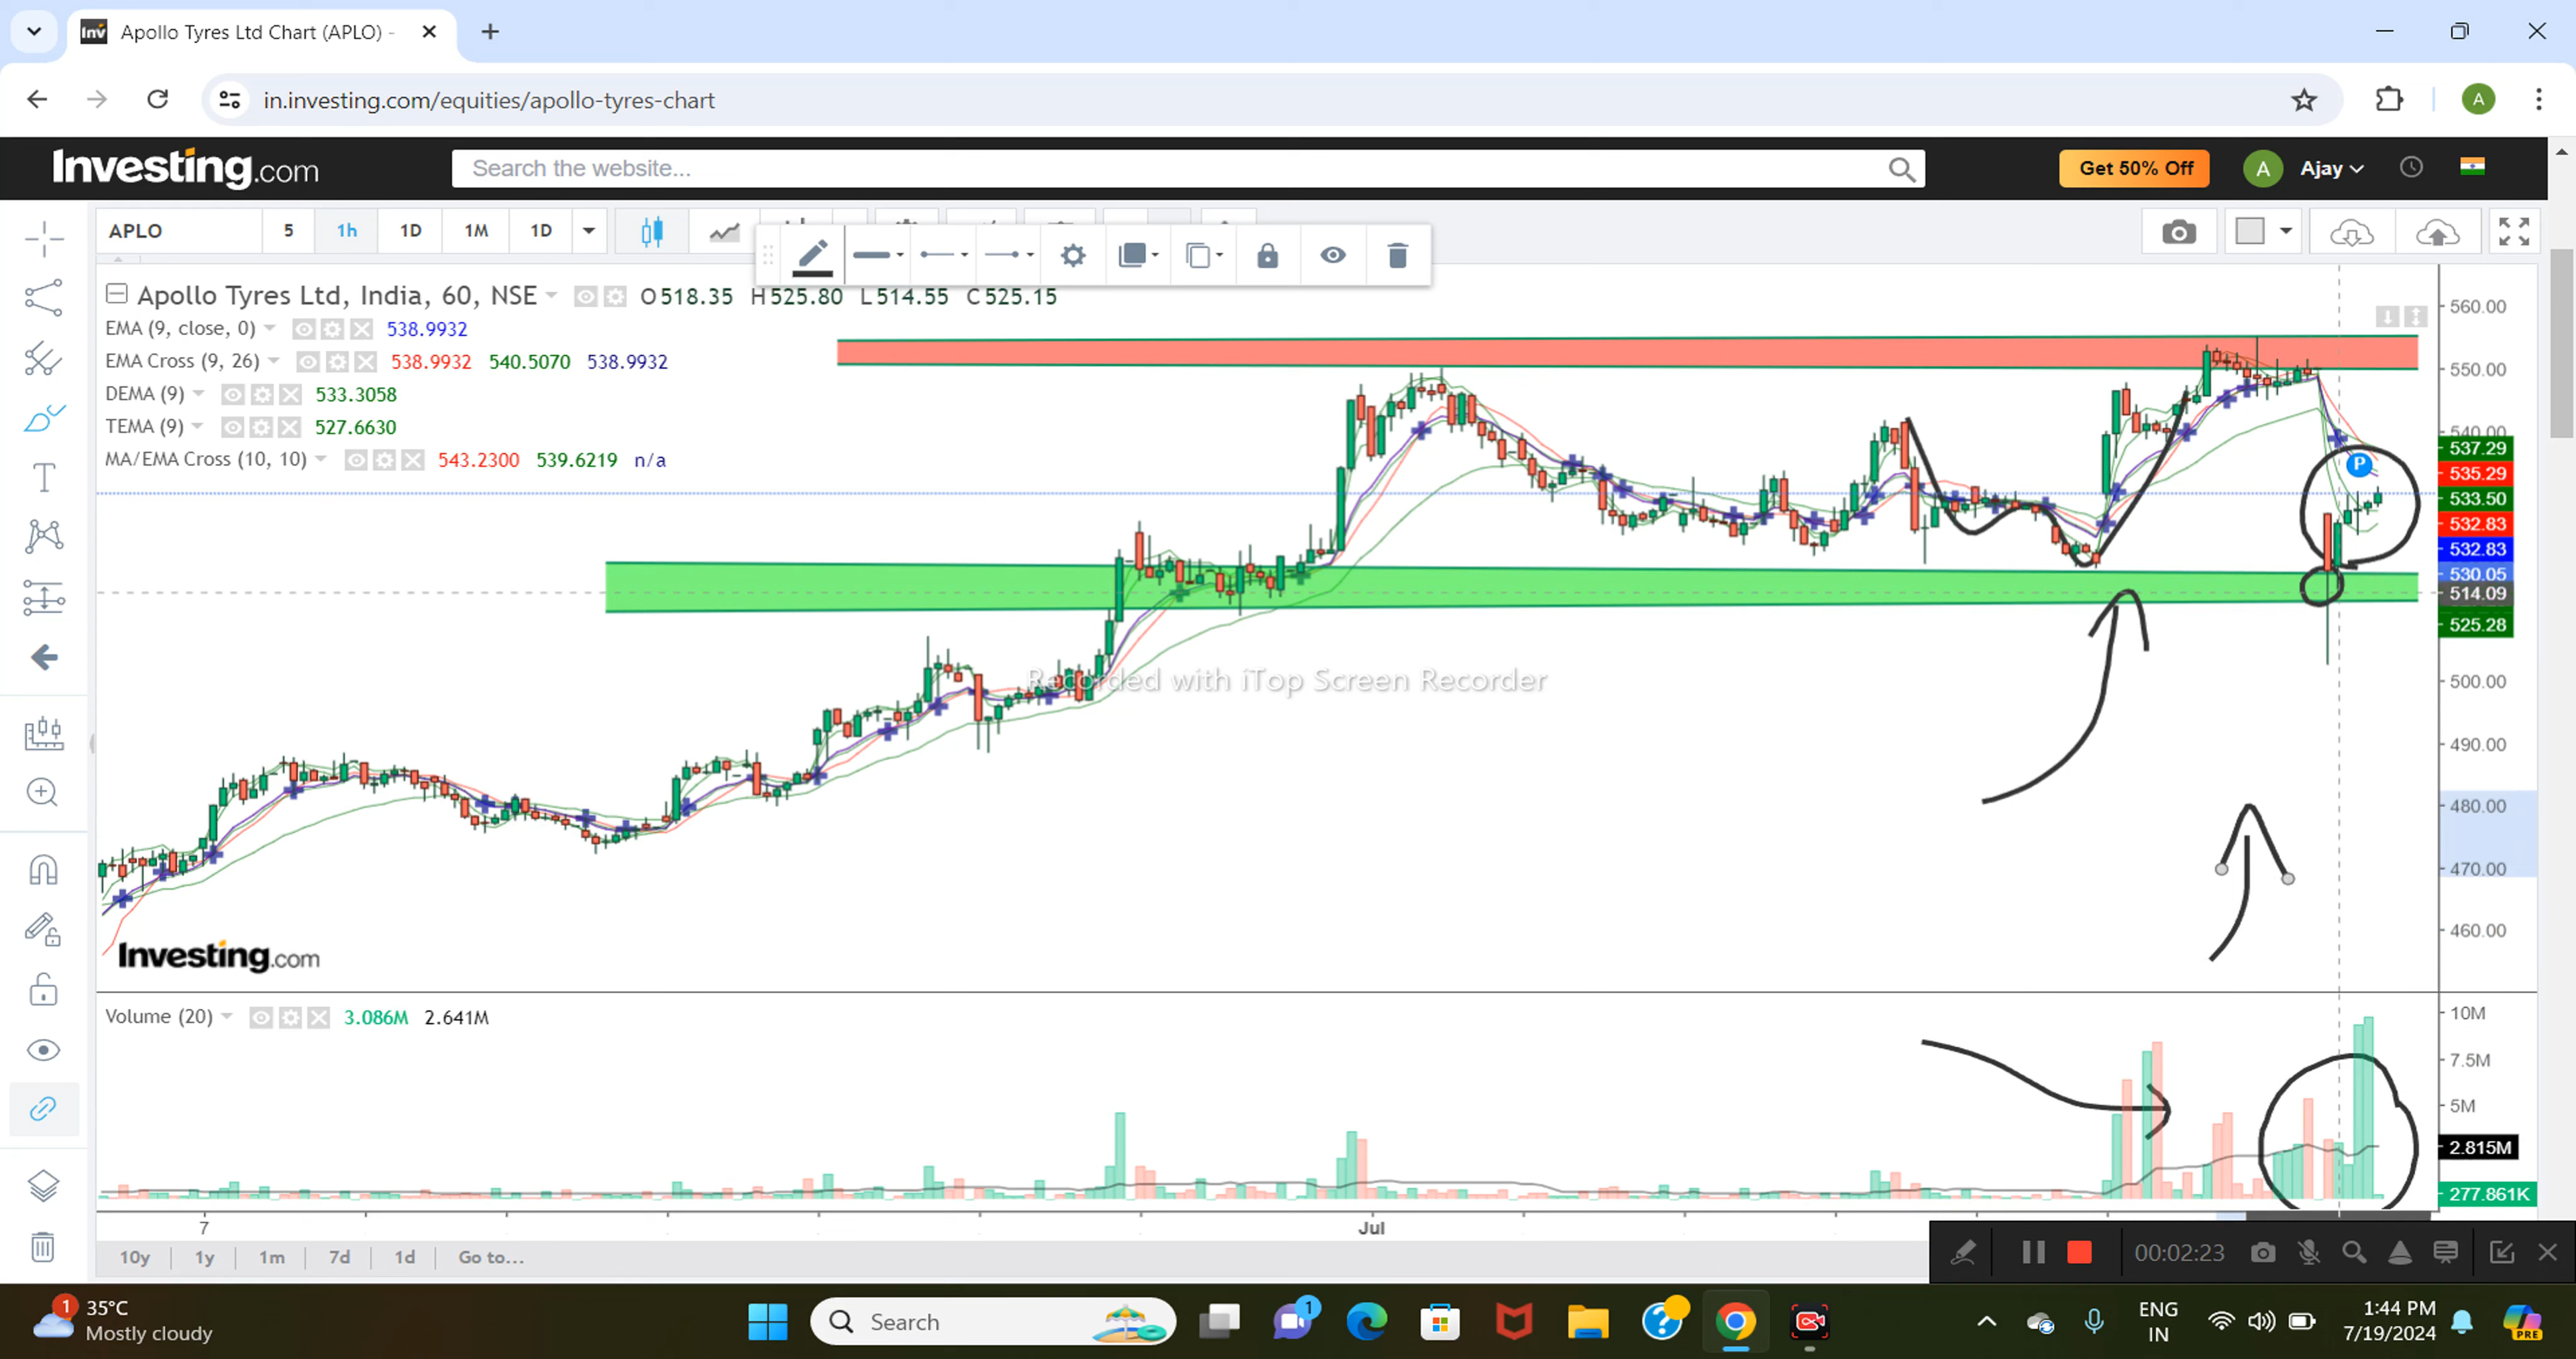 Apollo Tyres Ltd Chart (APLO) -
in.investing.com/equities/apollo-tyres-chart
A
Investing.com
Search the website...
Get 50% Off
A
Ajay
APLO
5
1h
1D
1M
1D
Apollo Tyres Ltd, India, 60, NSE
O518.35 H525.80 L514.55 C525.15
EMA (9, close, 0) 538.9932
EMA Cross (9, 26) 538.9932 540.5070 538.9932
DEMA (9) 533.3058
TEMA (9) 527.6630
MA/EMA Cross (10, 10) 543.2300 539.6219 n/a
560.00
550.00
540.00
537.29
P
535.29
533.50
532.83
532.83
530.05
514.09
525.28
Recorded with iTop Screen Recorder
500.00
490.00
480.00
470.00
460.00
Investing.com
Volume (20) 3.086M 2.641M
10M
7.5M
5M
2.815M
277.861K
7
Jul
10y 1y 1m 7d 1d Go to...
00:02:23
1
35°C
Mostly cloudy
Search
1
ENG
IN
1:44 PM
7/19/2024
PRE